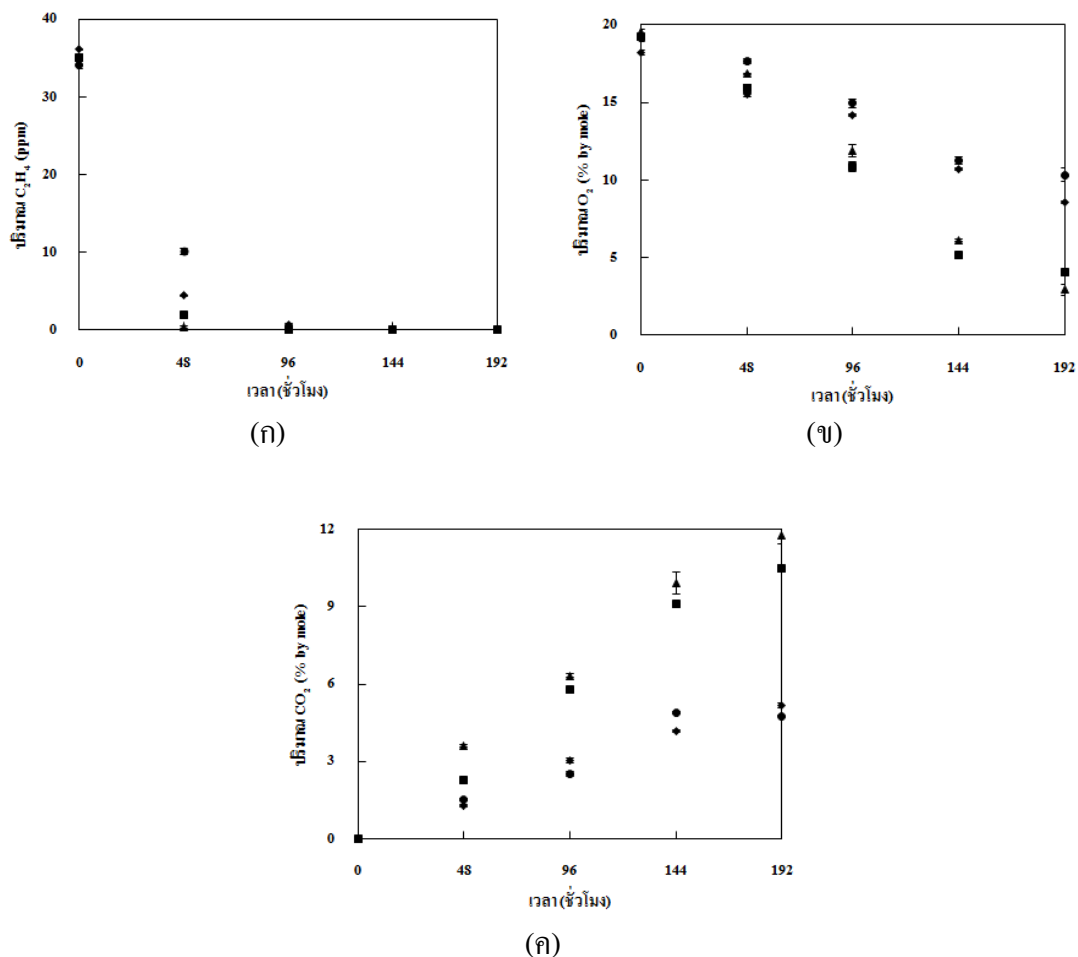 40
30
20
10
0
ปริมาณ C₂H₄ (ppm)
0 48 96 144 192
เวลา (ชั่วโมง)
(ก)
20
15
10
5
0
ปริมาณ O₂ (% by mole)
0 48 96 144 192
เวลา (ชั่วโมง)
(ข)
12
9
6
3
0
ปริมาณ CO₂ (% by mole)
0 48 96 144 192
เวลา (ชั่วโมง)
(ค)